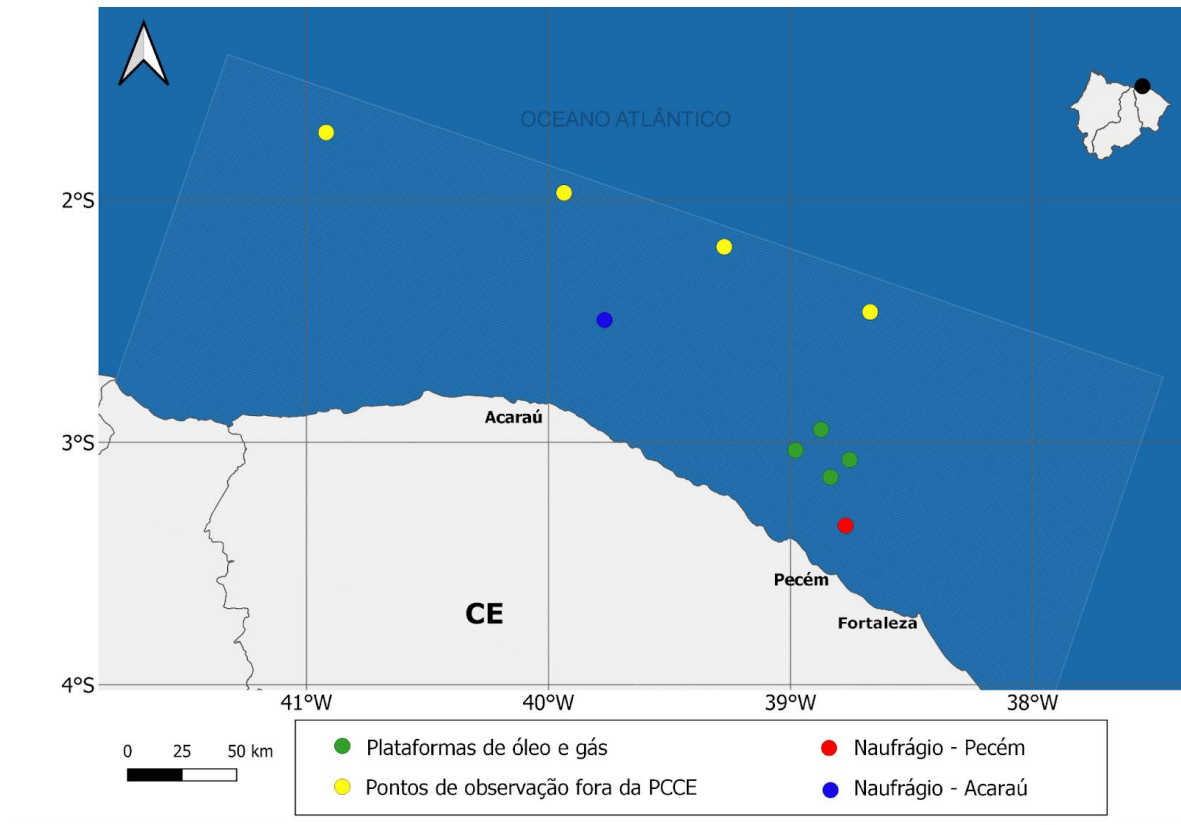 OCEANO ATLÂNTICO
2°S
Acaraú
3°S
Pecém
CE
Fortaleza
4°S
41°W 40°W 39°W 38°W
0 25 50 km
Plataformas de óleo e gás
Naufrágio - Pecém
Pontos de observação fora da PCCE
Naufrágio - Acaraú